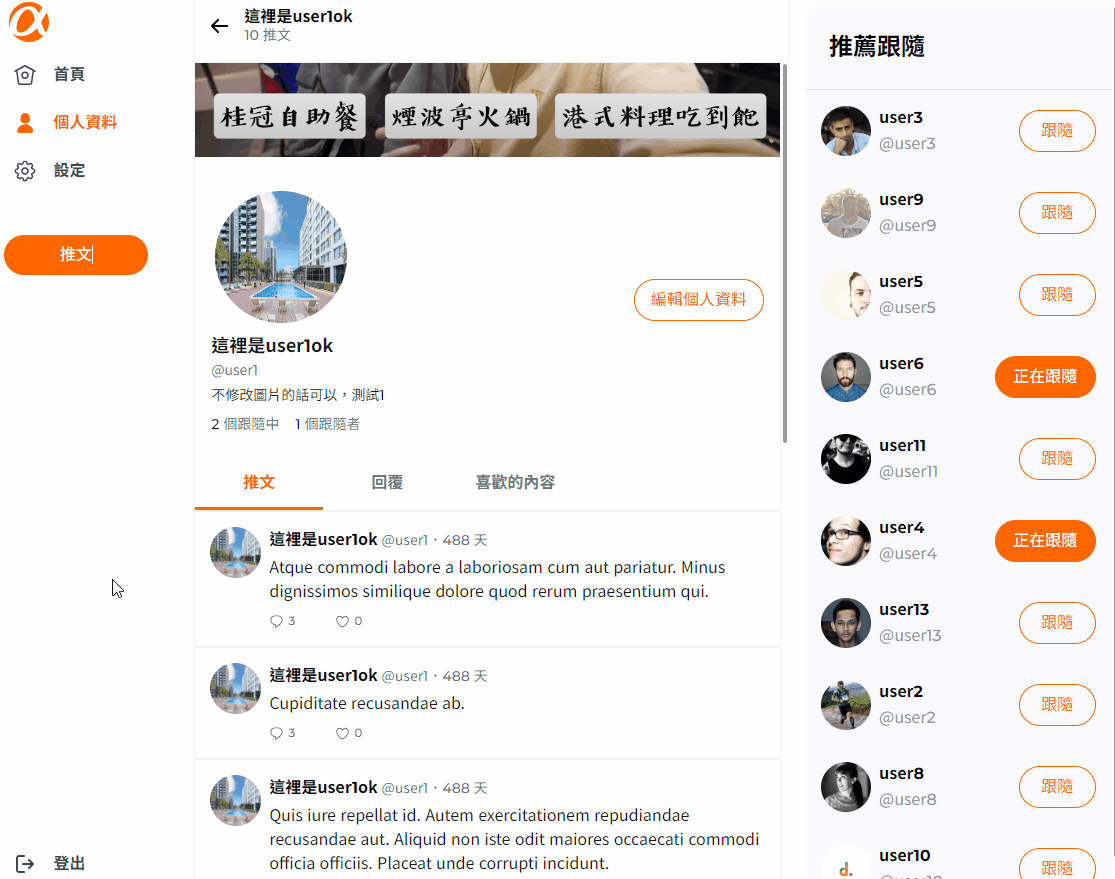 首頁
個人資料
設定
推文
登出
這裡是user1ok
10 推文
桂冠自助餐 煙波亭火鍋 港式料理吃到飽
編輯個人資料
這裡是user1ok
@user1
不修改圖片的話可以，測試1
2 個跟隨中 1 個跟隨者
推文 回覆 喜歡的內容
這裡是user1ok @user1・488 天
Atque commodi labore a laboriosam cum aut pariatur. Minus
dignissimos similique dolore quod rerum praesentium qui.
3 0
這裡是user1ok @user1・488 天
Cupiditate recusandae ab.
3 0
這裡是user1ok @user1・488 天
Quis iure repellat id. Autem exercitationem repudiandae
recusandae aut. Aliquid non iste odit maiores occaecati commodi
officia officiis. Placeat unde corrupti incidunt.
推薦跟隨
user3
@user3
跟隨
user9
@user9
跟隨
user5
@user5
跟隨
user6
@user6
正在跟隨
user11
@user11
跟隨
user4
@user4
正在跟隨
user13
@user13
跟隨
user2
@user2
跟隨
user8
@user8
跟隨
d.
user10
@user10
跟隨